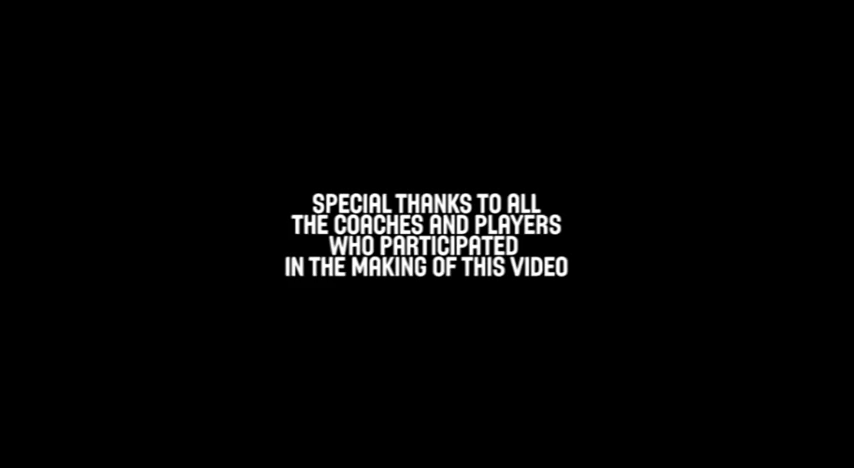 SPECIAL THANKS TO ALL
THE COACHES AND PLAYERS
WHO PARTICIPATED
IN THE MAKING OF THIS VIDEO